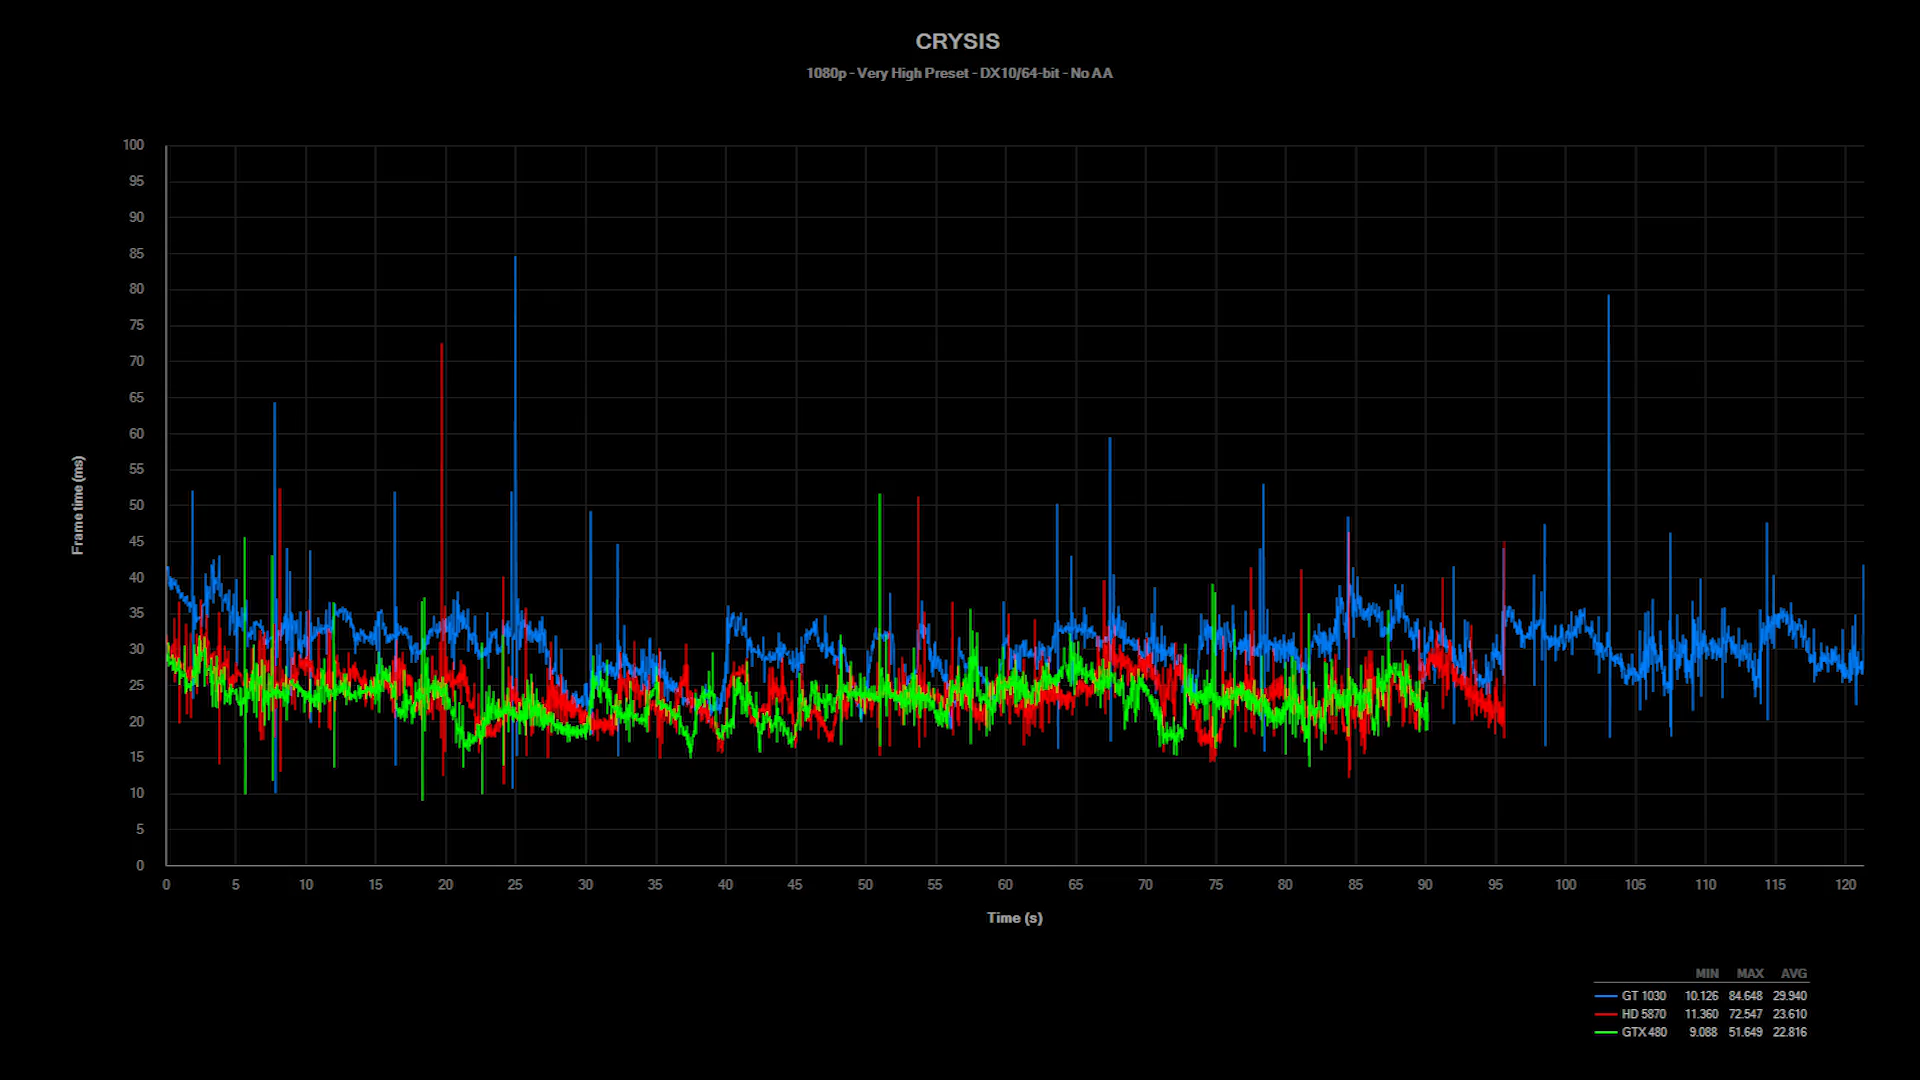 CRYSIS
1080p - Very High Preset - DX10/64-bit - No AA
100
95
90
85
80
75
70
65
60
55
50
45
40
35
30
25
20
15
10
5
0
Frame time (ms)
0 5 10 15 20 25 30 35 40 45 50 55 60 65 70 75 80 85 90 95 100 105 110 115 120
Time (s)
MIN MAX AVG
GT 1030 10.126 84.648 29.940
HD 5870 11.360 72.547 23.610
GTX 480 9.088 51.649 22.816